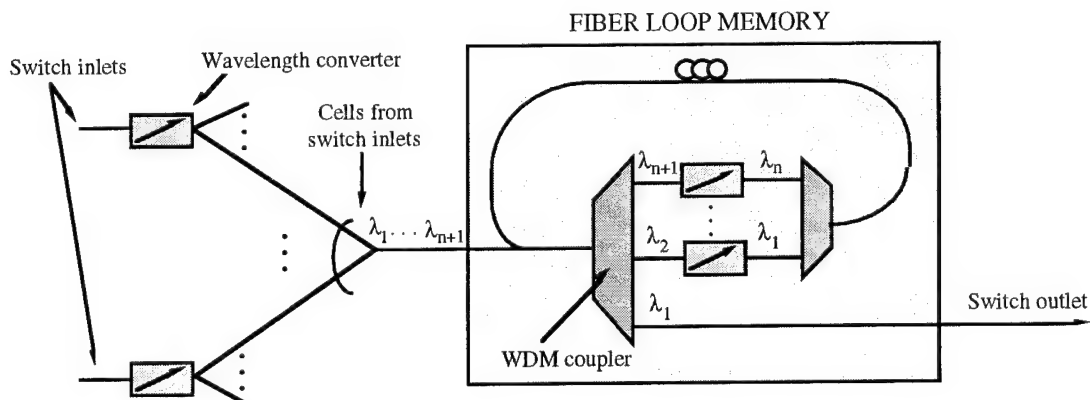 FIBER LOOP MEMORY
Switch inlets
Wavelength converter
Cells from
switch inlets
λ1 · · · λn+1
λn+1
λn
λ2
λ1
λ1
Switch outlet
WDM coupler